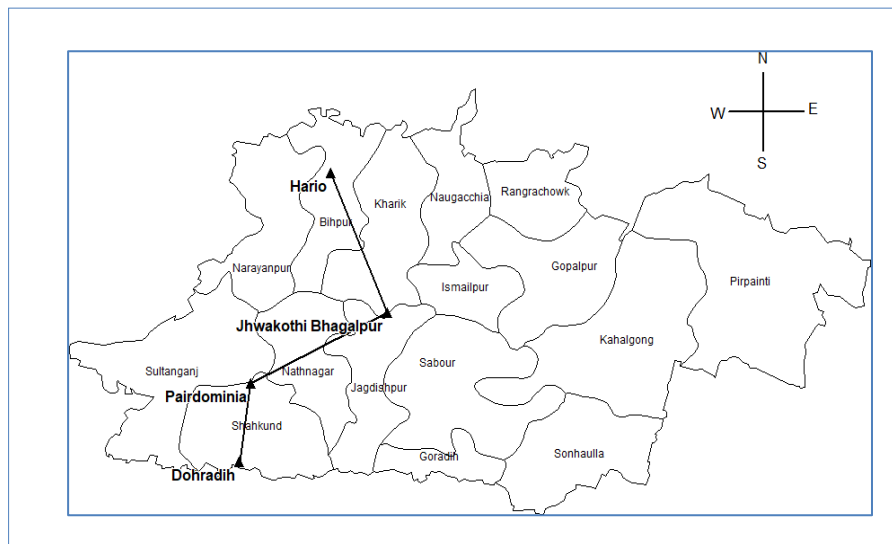 N
W
E
S
Rangrachowk
Hario
Naugacchia
Kharik
Bihpur
Narayanpur
Gopalpur
Ismailpur
Pirpainti
Jhwakothi Bhagalpur
Kahalgong
Sabour
Sultanganj
Nathnagar
Jagdishpur
Pairdominia
Shahkund
Goradih
Sonhaulla
Dohradih